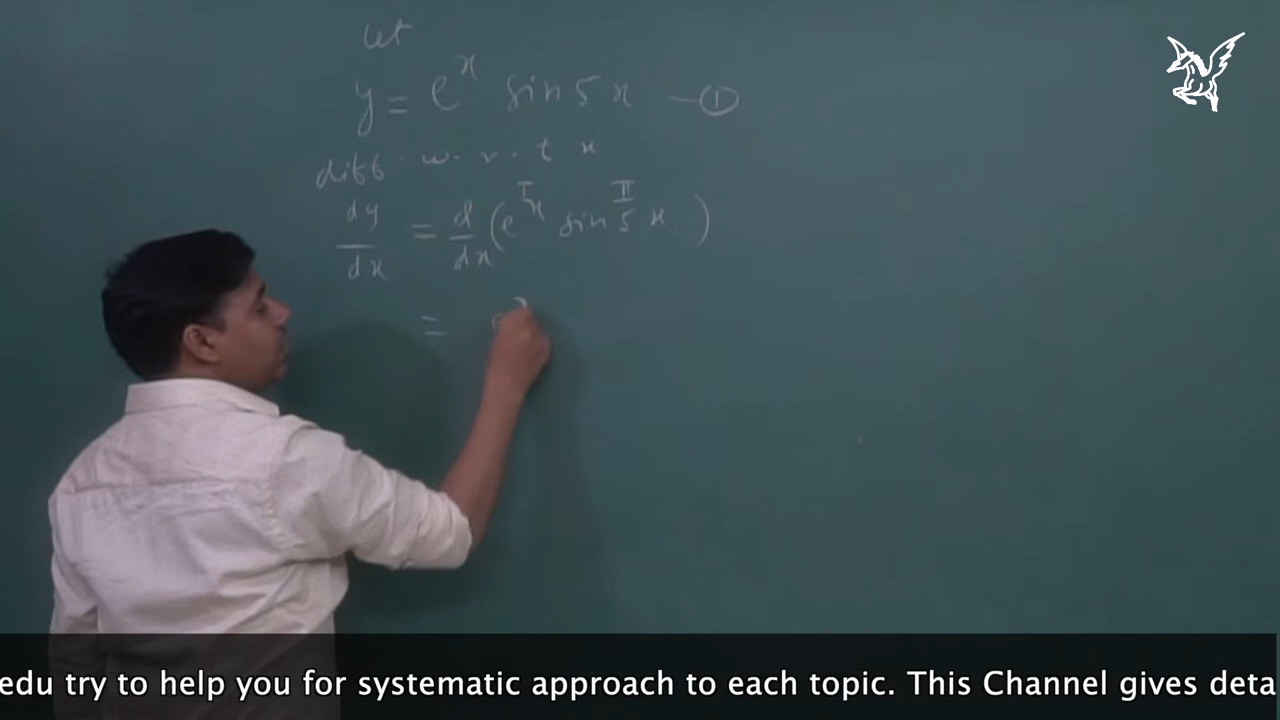 Let
y = e^x sin 5x — ①
diff. w. r. t x
dy/dx = d/dx (e^x sin 5x)
I II
=
edu try to help you for systematic approach to each topic. This Channel gives deta